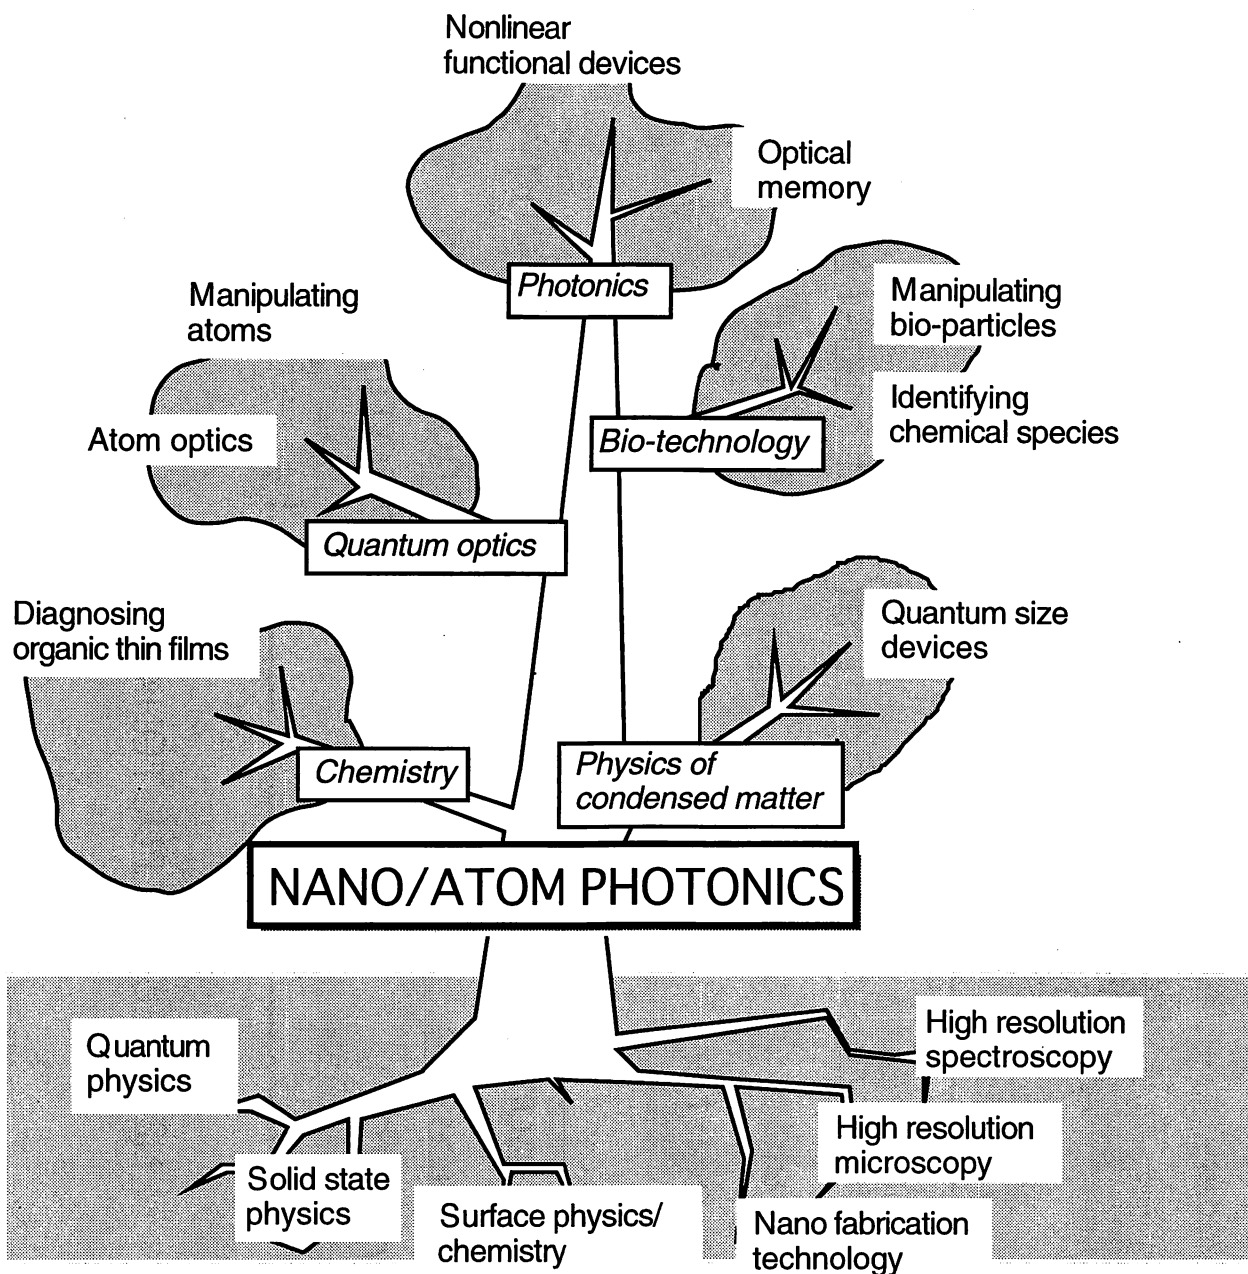 Nonlinear
functional devices
Optical
memory
Photonics
Manipulating
bio-particles
Manipulating
atoms
Identifying
chemical species
Atom optics
Bio-technology
Quantum optics
Diagnosing
organic thin films
Quantum size
devices
Chemistry
Physics of
condensed matter
NANO/ATOM PHOTONICS
Quantum
physics
High resolution
spectroscopy
High resolution
microscopy
Solid state
physics
Surface physics/
chemistry
Nano fabrication
technology